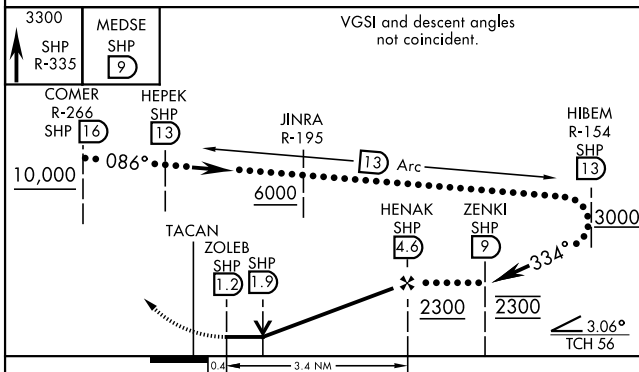 3300
SHP
R-335
MEDSE
SHP
9
VGSI and descent angles
not coincident.
COMER
R-266
SHP 16
HEPEK
SHP
13
JINRA
R-195
HIBEM
R-154
SHP
13
13 Arc
10,000
086°
6000
3000
TACAN
ZOLEB
SHP
1.2
SHP
1.9
HENAK
SHP
4.6
ZENKI
SHP
9
334°
2300
2300
3.06°
TCH 56
0.4
3.4 NM